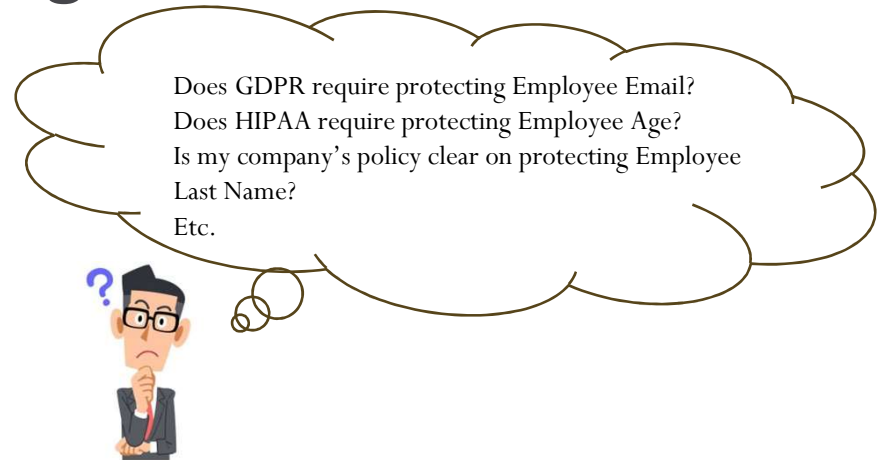 Does GDPR require protecting Employee Email?
Does HIPAA require protecting Employee Age?
Is my company’s policy clear on protecting Employee
Last Name?
Etc.
?